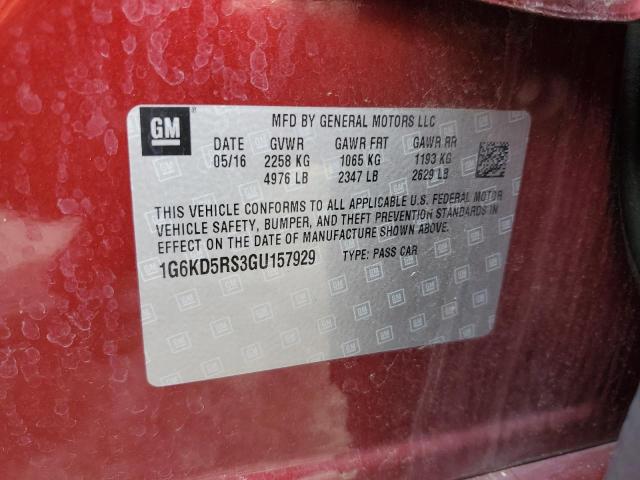 GM
MFD BY GENERAL MOTORS LLC
DATE GVWR GAWR FRT GAWR RR
05/16 2258 KG 1065 KG 1193 KG
4976 LB 2347 LB 2629 LB
THIS VEHICLE CONFORMS TO ALL APPLICABLE U.S. FEDERAL MOTOR
VEHICLE SAFETY, BUMPER, AND THEFT PREVENTION STANDARDS IN
EFFECT ON THE DATE OF MANUFACTURE SHOWN ABOVE.
1G6KD5RS3GU157929 TYPE: PASS CAR